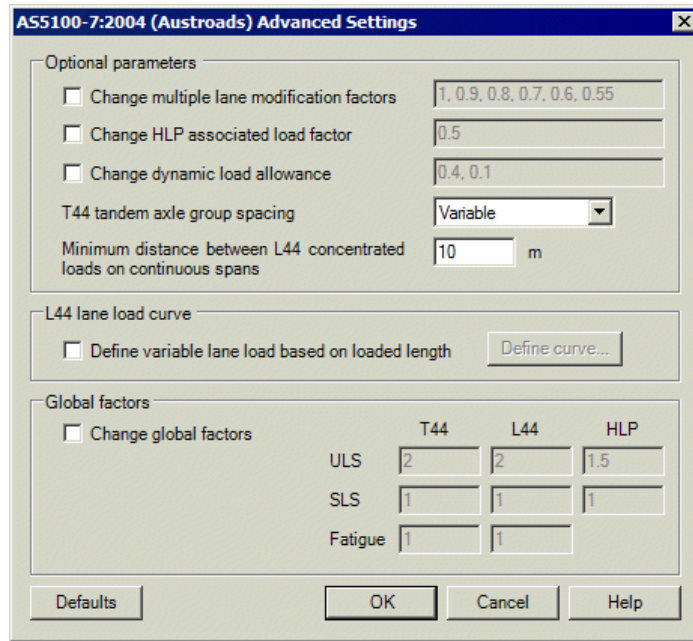 AS5100-7:2004 (Austroads) Advanced Settings
Optional parameters
Change multiple lane modification factors 1, 0.9, 0.8, 0.7, 0.6, 0.55
Change HLP associated load factor 0.5
Change dynamic load allowance 0.4, 0.1
T44 tandem axle group spacing Variable
Minimum distance between L44 concentrated
loads on continuous spans 10 m
L44 lane load curve
Define variable lane load based on loaded length Define curve...
Global factors
Change global factors T44 L44 HLP
ULS 2 2 1.5
SLS 1 1 1
Fatigue 1 1
Defaults OK Cancel Help